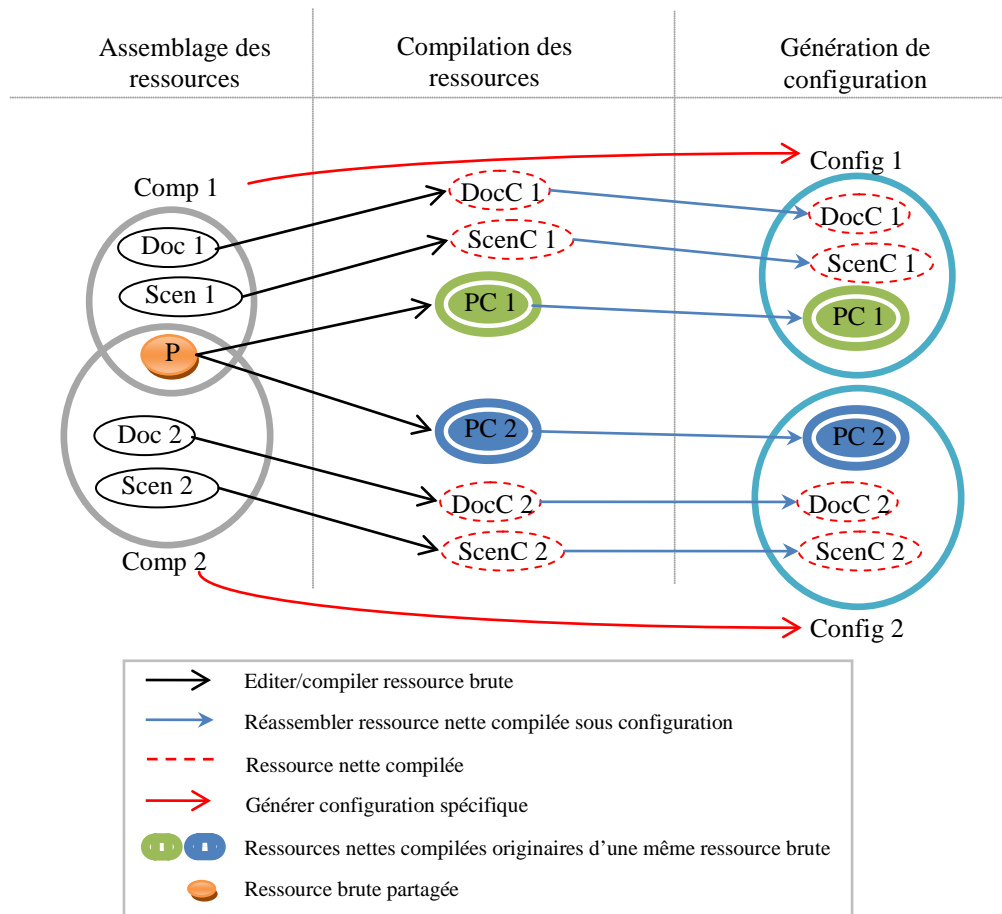 Assemblage des
ressources
Compilation des
ressources
Génération de
configuration
Comp 1
Config 1
Doc 1
DocC 1
DocC 1
Scen 1
ScenC 1
ScenC 1
P
PC 1
PC 1
Doc 2
PC 2
PC 2
Scen 2
DocC 2
DocC 2
ScenC 2
ScenC 2
Comp 2
Config 2
Editer/compiler ressource brute
Réassembler ressource nette compilée sous configuration
Ressource nette compilée
Générer configuration spécifique
Ressources nettes compilées originaires d’une même ressource brute
Ressource brute partagée